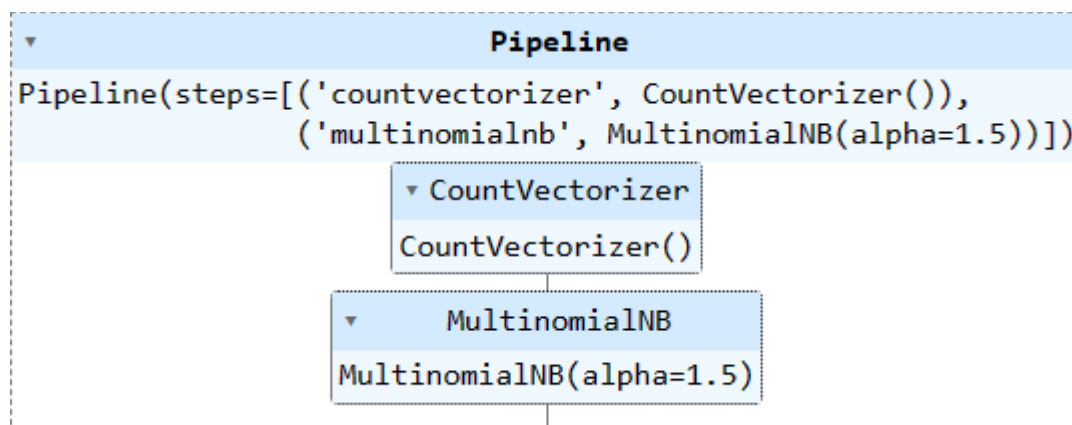 Pipeline
Pipeline(steps=[('countvectorizer', CountVectorizer()),
('multinomialnb', MultinomialNB(alpha=1.5))])
CountVectorizer
CountVectorizer()
MultinomialNB
MultinomialNB(alpha=1.5)